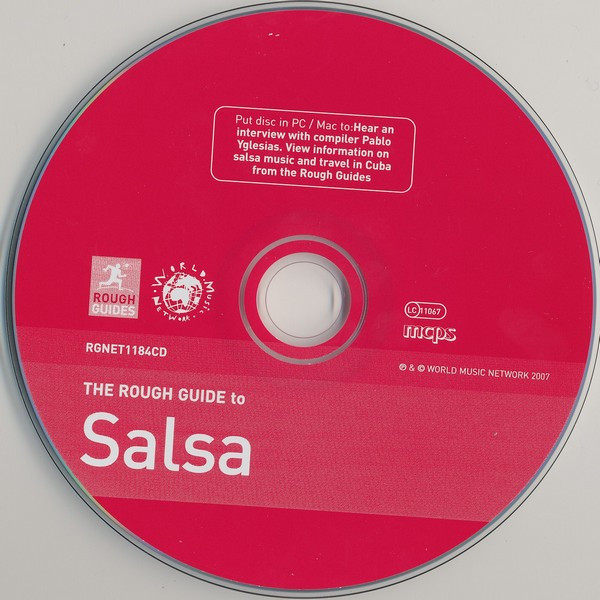 Put disc in PC / Mac to:Hear an
interview with compiler Pablo
Yglesias. View information on
salsa music and travel in Cuba
from the Rough Guides
ROUGH
GUIDES
WORLD MUSIC NETWORK
LC 11067
mcps
RGNET1184CD
℗ & © WORLD MUSIC NETWORK 2007
THE ROUGH GUIDE to
Salsa